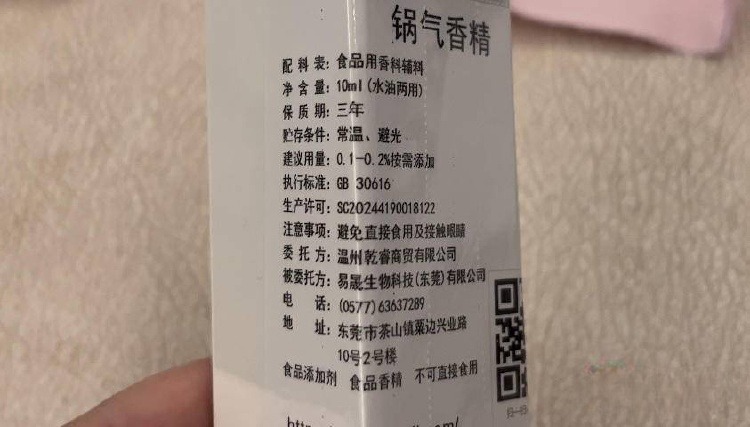 锅气香精
配料表：食品用香料辅料
净含量：10ml(水油两用)
保质期：三年
贮存条件：常温、避光
建议用量：0.1-0.2%按需添加
执行标准：GB 30616
生产许可：SC20244190018122
注意事项：避免直接食用及接触眼睛
委托方：温州乾睿商贸有限公司
被委托方：易晟生物科技(东莞)有限公司
电话：(0577)63637289
地址：东莞市茶山镇粟边兴业路
10号2号楼
食品添加剂 食品香精 不可直接食用